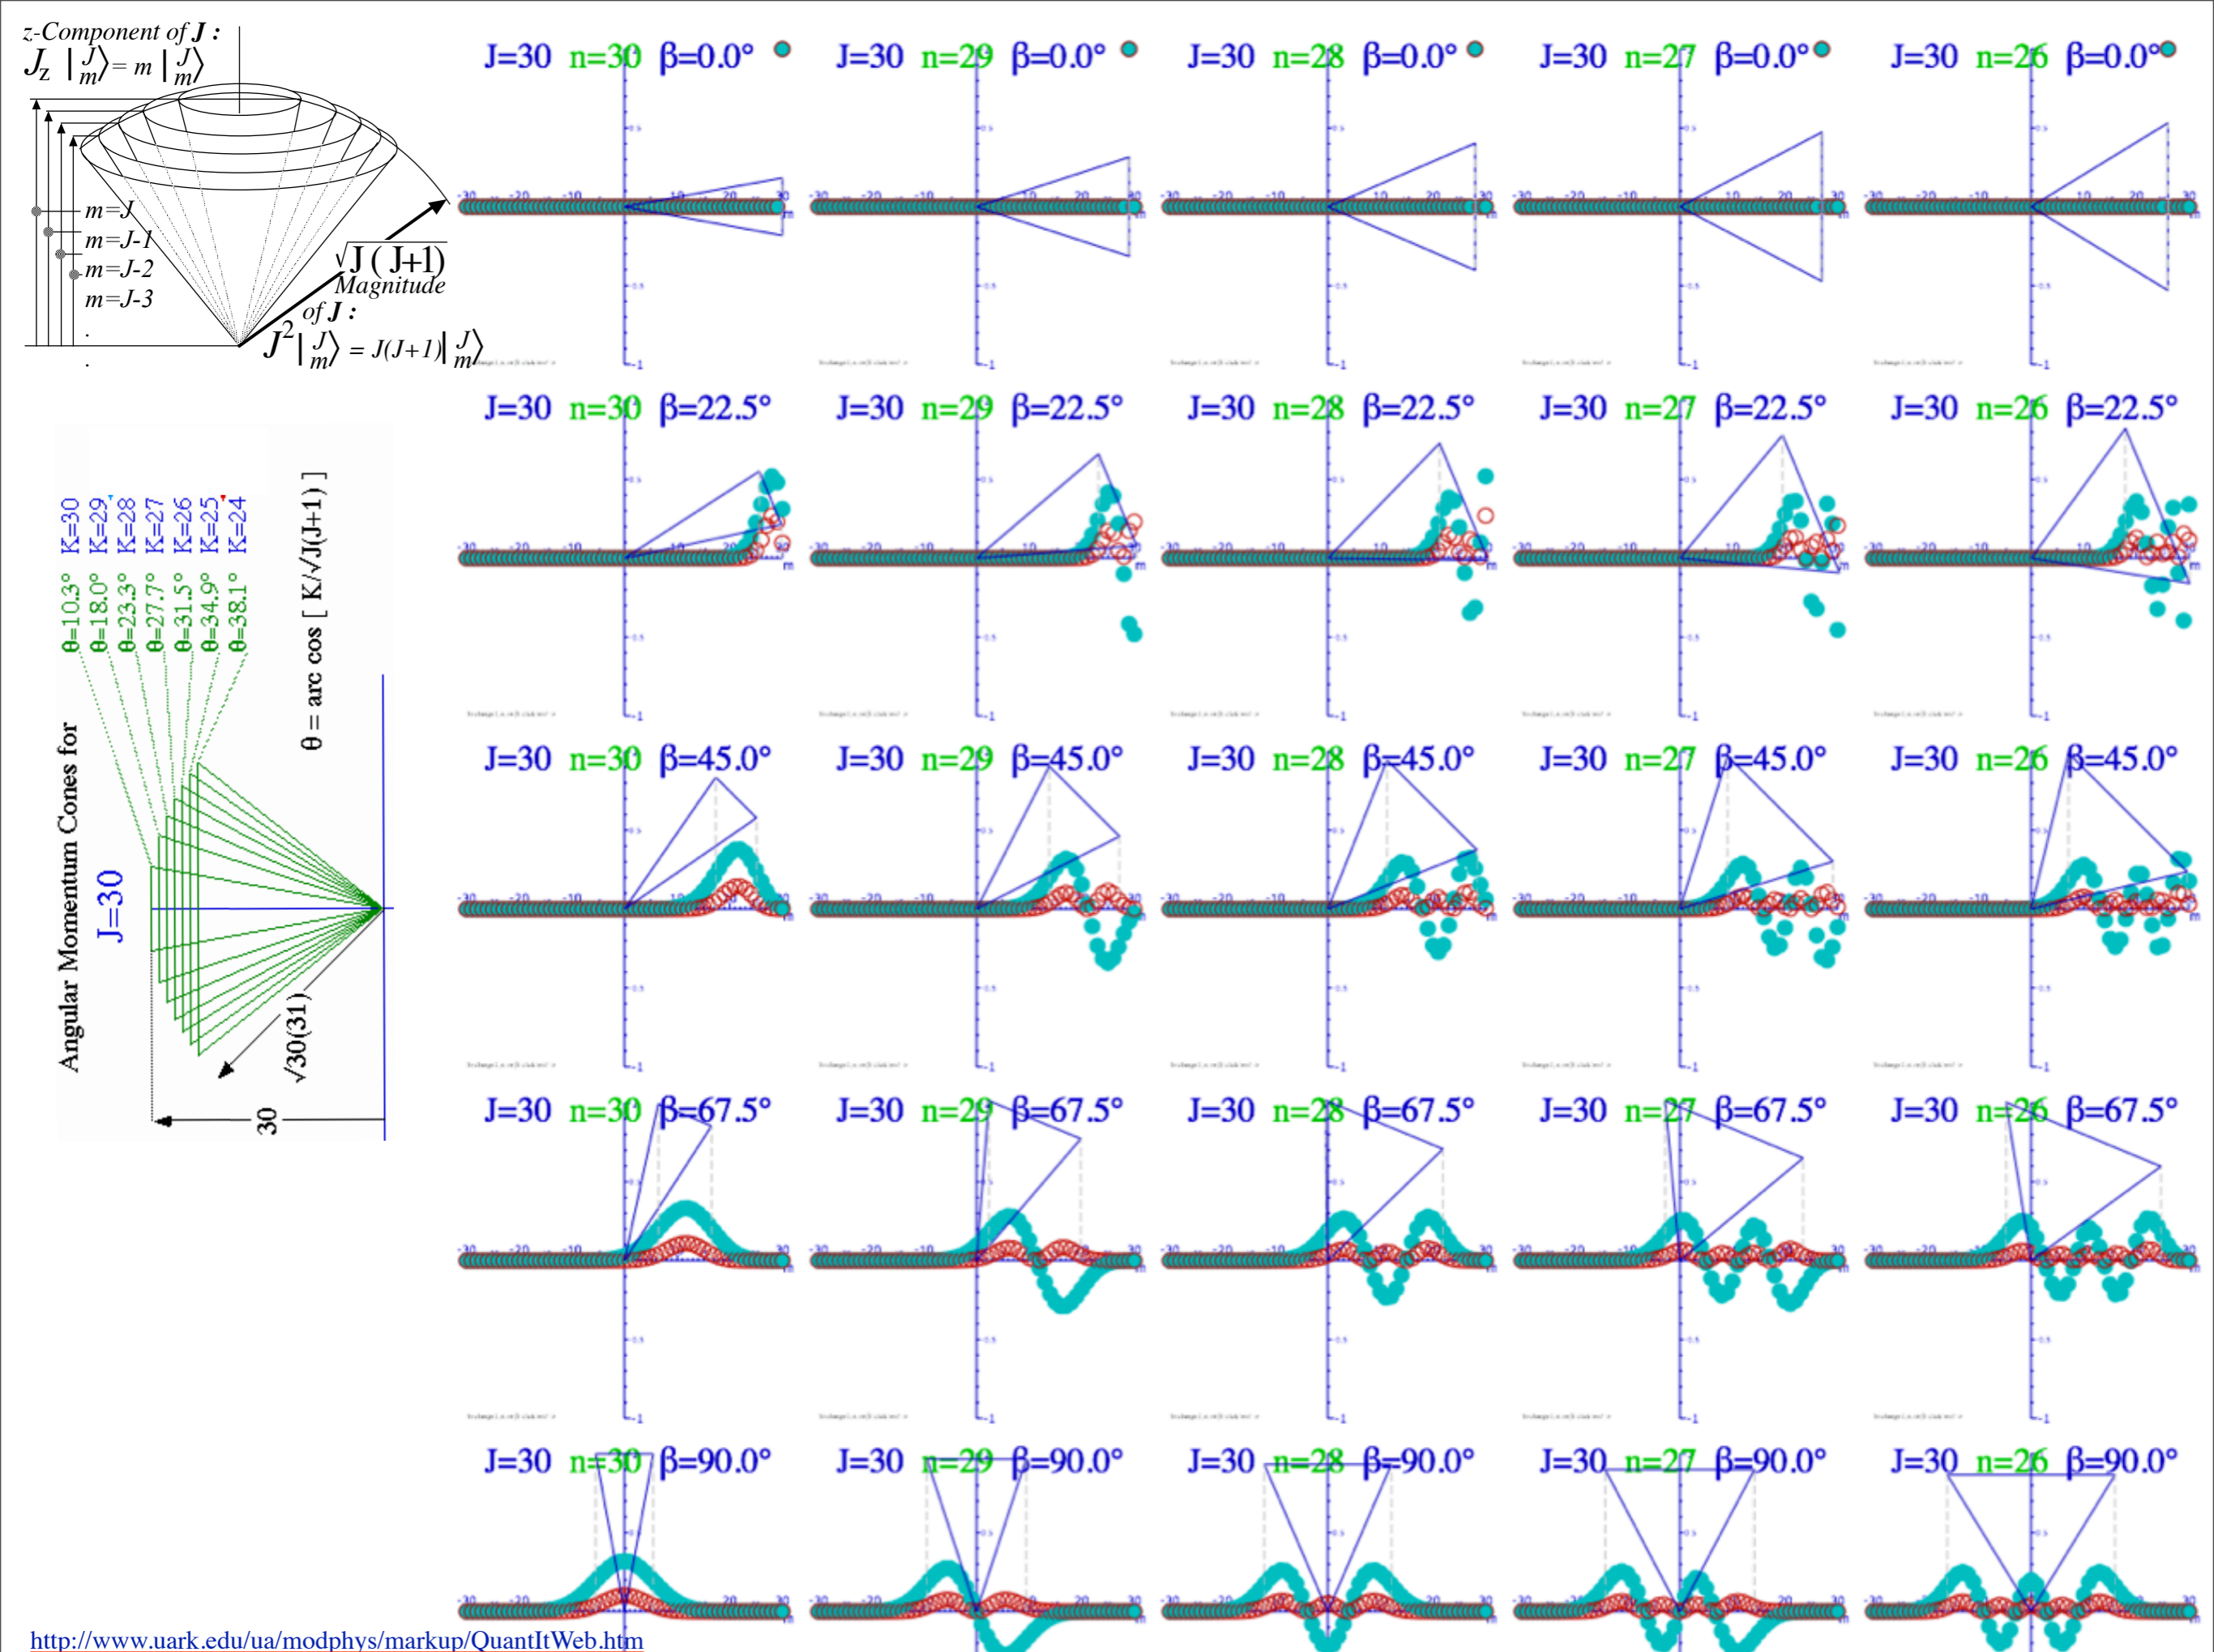 z-Component of J :
J_z |J m⟩ = m |J m⟩
m=J
m=J-1
m=J-2
m=J-3
.
.
√J(J+1)
Magnitude
of J :
J² |J m⟩ = J(J+1) |J m⟩
Angular Momentum Cones for
J=30
θ=10.3° K=30
θ=18.0° K=29
θ=23.3° K=28
θ=27.7° K=27
θ=31.5° K=26
θ=34.9° K=25
θ=38.1° K=24
θ = arc cos [ K/√J(J+1) ]
√30(31)
30
J=30 n=30 β=0.0°
J=30 n=29 β=0.0°
J=30 n=28 β=0.0°
J=30 n=27 β=0.0°
J=30 n=26 β=0.0°
J=30 n=30 β=22.5°
J=30 n=29 β=22.5°
J=30 n=28 β=22.5°
J=30 n=27 β=22.5°
J=30 n=26 β=22.5°
J=30 n=30 β=45.0°
J=30 n=29 β=45.0°
J=30 n=28 β=45.0°
J=30 n=27 β=45.0°
J=30 n=26 β=45.0°
J=30 n=30 β=67.5°
J=30 n=29 β=67.5°
J=30 n=28 β=67.5°
J=30 n=27 β=67.5°
J=30 n=26 β=67.5°
J=30 n=30 β=90.0°
J=30 n=29 β=90.0°
J=30 n=28 β=90.0°
J=30 n=27 β=90.0°
J=30 n=26 β=90.0°
http://www.uark.edu/ua/modphys/markup/QuantItWeb.htm